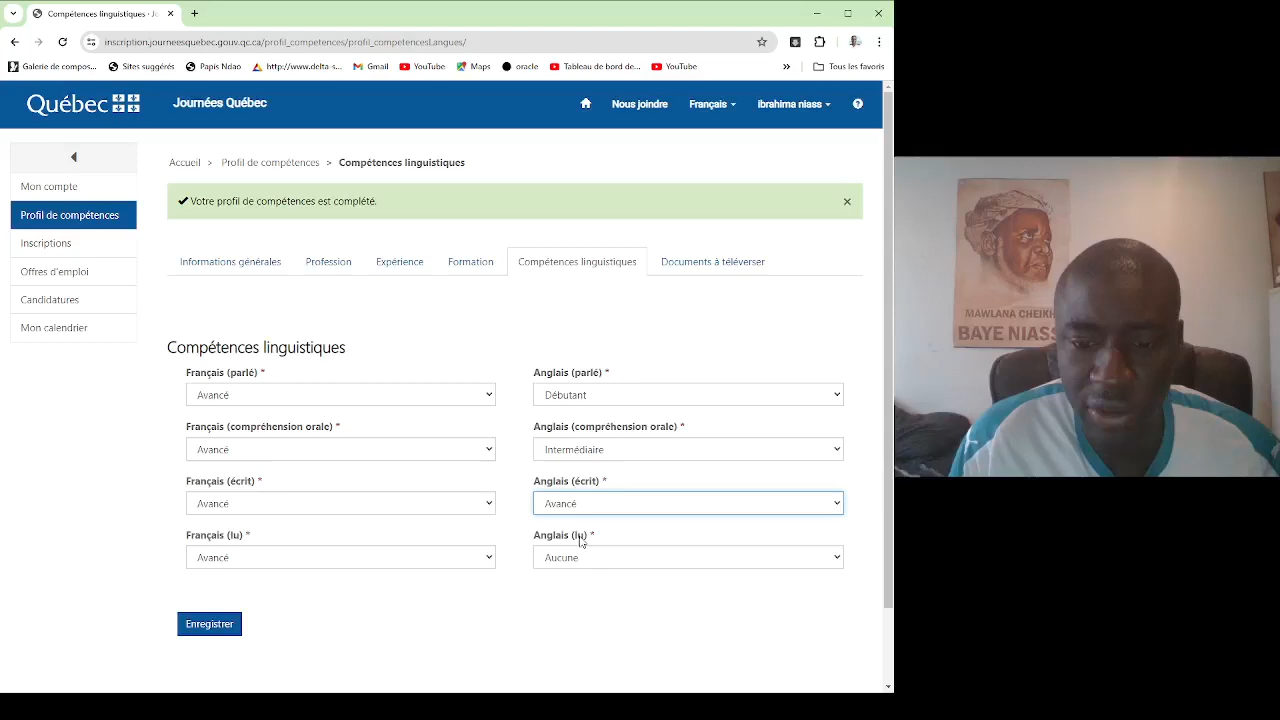 Compétences linguistiques · Jo
inscription.journeesquebec.gouv.qc.ca/profil_competences/profil_competencesLangues/
Galerie de compos...
Sites suggérés
Papis Ndao
http://www.delta-s...
Gmail
YouTube
Maps
oracle
Tableau de bord de...
YouTube
»
Tous les favoris
Québec
Journées Québec
Nous joindre
Français
ibrahima niass
Mon compte
Profil de compétences
Inscriptions
Offres d'emploi
Candidatures
Mon calendrier
Accueil > Profil de compétences > Compétences linguistiques
Votre profil de compétences est complété. ×
Informations générales
Profession
Expérience
Formation
Compétences linguistiques
Documents à téléverser
Compétences linguistiques
Français (parlé) *
Avancé
Anglais (parlé) *
Débutant
Français (compréhension orale) *
Avancé
Anglais (compréhension orale) *
Intermédiaire
Français (écrit) *
Avancé
Anglais (écrit) *
Avancé
Français (lu) *
Avancé
Anglais (lu) *
Aucune
Enregistrer
MAWLANA CHEIKH
BAYE NIASS